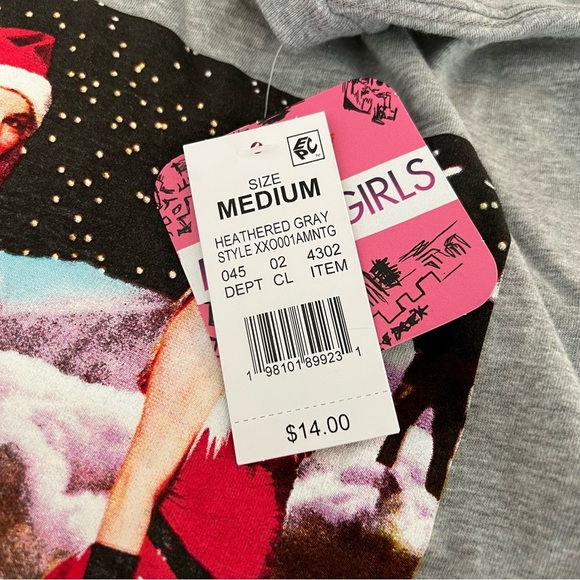 EPC
SIZE
MEDIUM
HEATHERED GRAY
STYLE XXO001AMNTG
045 02 4302
DEPT CL ITEM
1 98101 89923 1
$14.00
GIRLS